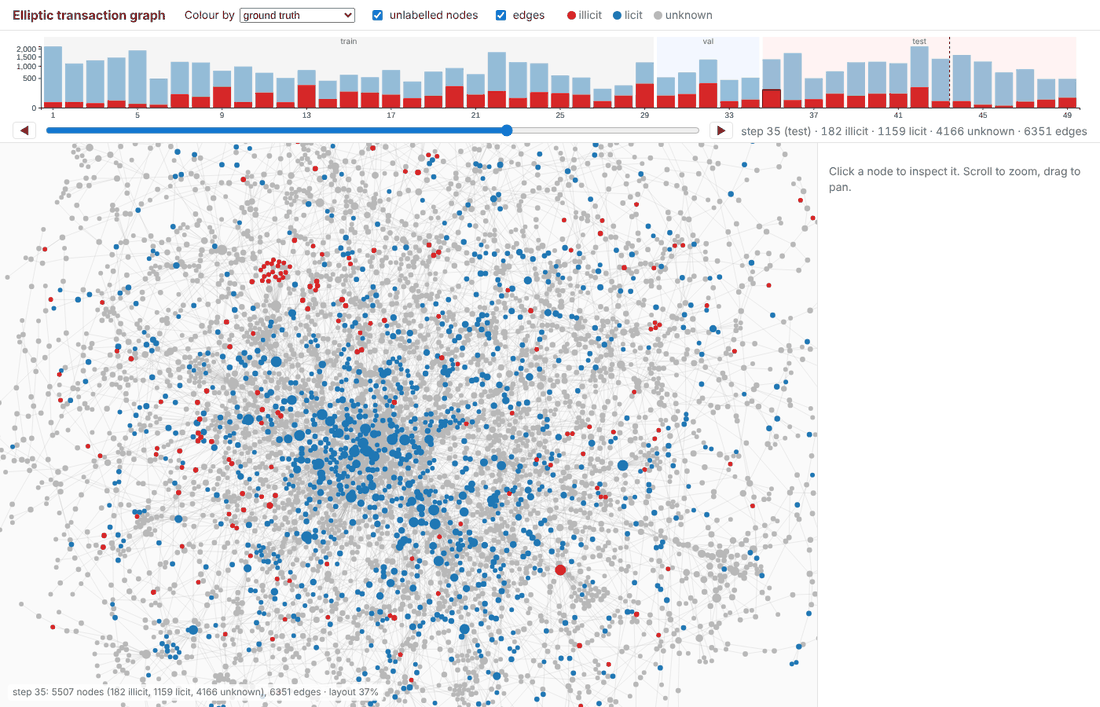 Elliptic transaction graph Colour by ground truth unlabelled nodes edges illicit licit unknown
train val test
2,000
1,500
1,000
500
0
1 5 9 13 17 21 25 29 33 37 41 45 49
step 35 (test) · 182 illicit · 1159 licit · 4166 unknown · 6351 edges
Click a node to inspect it. Scroll to zoom, drag to
pan.
step 35: 5507 nodes (182 illicit, 1159 licit, 4166 unknown), 6351 edges · layout 37%